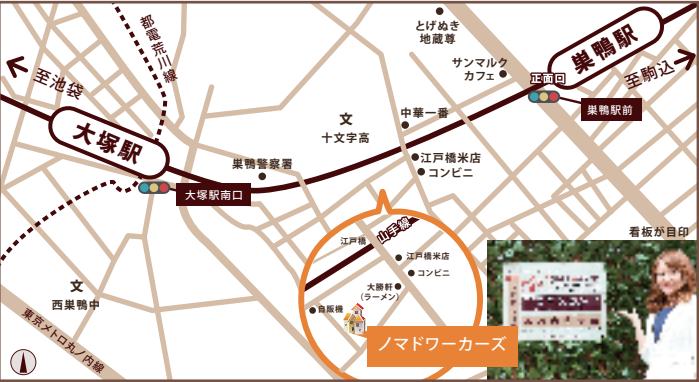 都電荒川線
とげぬき
地蔵尊
サンマルク
カフェ
正面口
巣鴨駅
至駒込
巣鴨駅前
至池袋
大塚駅
文
十文字高
中華一番
江戸橋米店
コンビニ
巣鴨警察署
大塚駅南口
山手線
江戸橋
江戸橋米店
コンビニ
大勝軒
(ラーメン)
自販機
ノマドワーカーズ
看板が目印
文
西巣鴨中
東京メトロ丸ノ内線